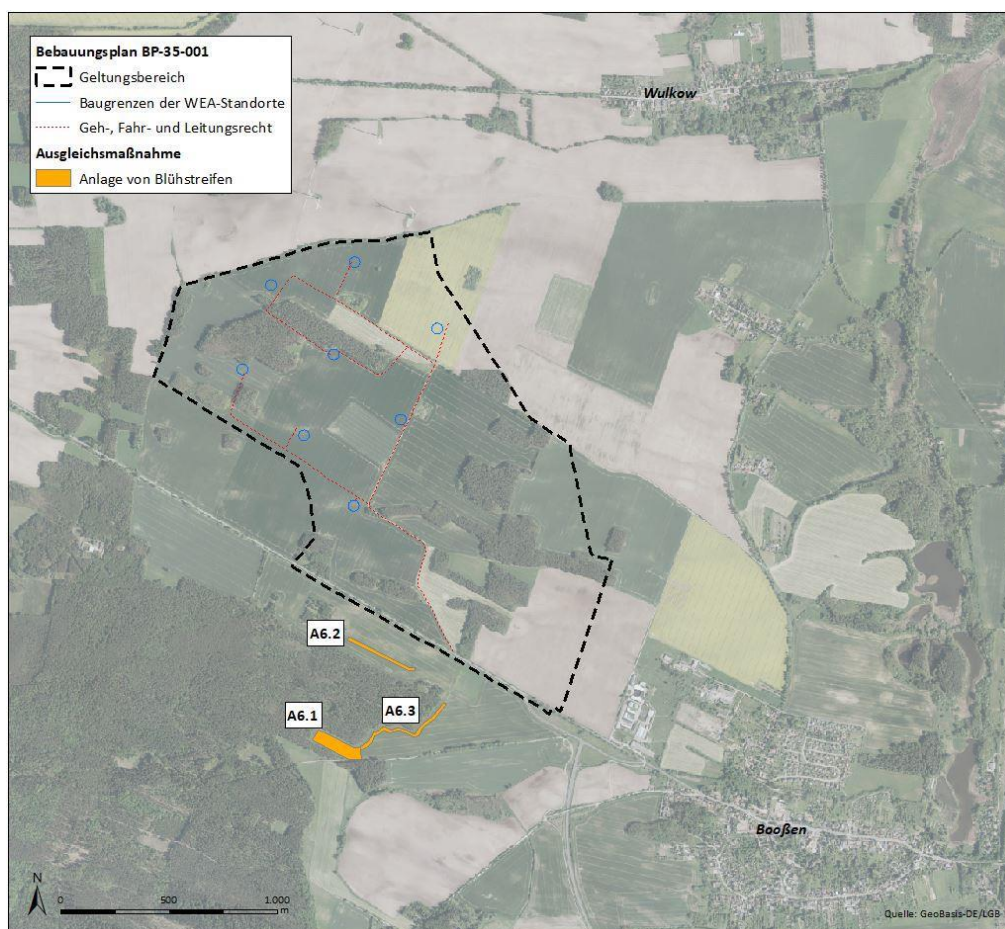 Bebauungsplan BP-35-001
Geltungsbereich
Baugrenzen der WEA-Standorte
Geh-, Fahr- und Leitungsrecht
Ausgleichsmaßnahme
Anlage von Blühstreifen
Wulkow
A6.2
A6.3
A6.1
Booßen
N
0 500 1.000
m
Quelle: GeoBasis-DE/LGB